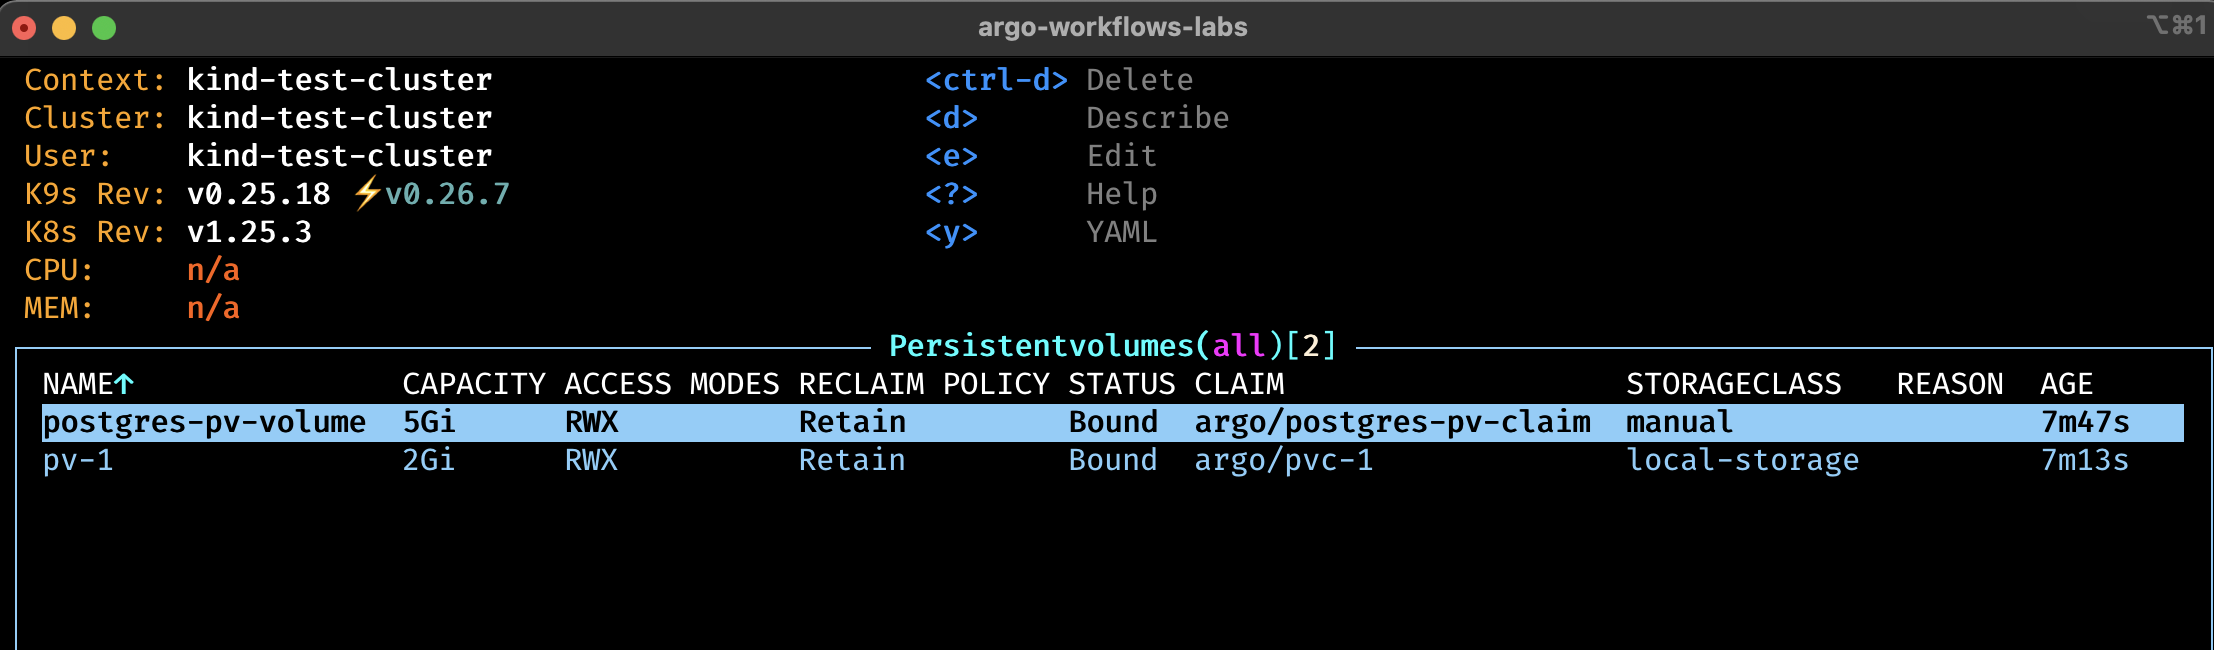 argo-workflows-labs ⌥⌘1
Context: kind-test-cluster <ctrl-d> Delete
Cluster: kind-test-cluster <d> Describe
User: kind-test-cluster <e> Edit
K9s Rev: v0.25.18 ⚡v0.26.7 <?> Help
K8s Rev: v1.25.3 <y> YAML
CPU: n/a
MEM: n/a
Persistentvolumes(all)[2]
NAME↑ CAPACITY ACCESS MODES RECLAIM POLICY STATUS CLAIM STORAGECLASS REASON AGE
postgres-pv-volume 5Gi RWX Retain Bound argo/postgres-pv-claim manual 7m47s
pv-1 2Gi RWX Retain Bound argo/pvc-1 local-storage 7m13s